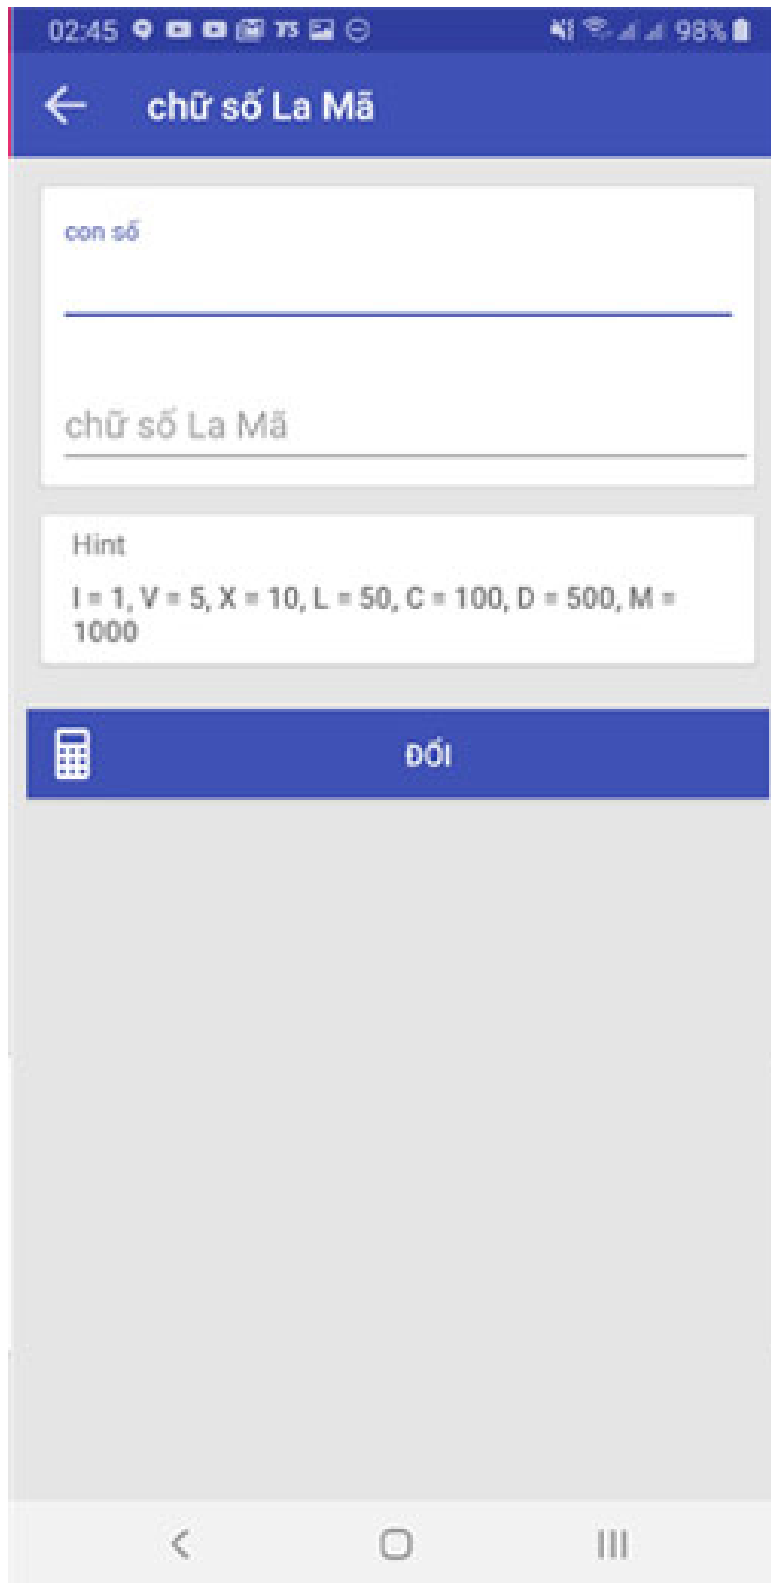 02:45 98%
chữ số La Mã
con số
chữ số La Mã
Hint
I = 1, V = 5, X = 10, L = 50, C = 100, D = 500, M =
1000
ĐỔI